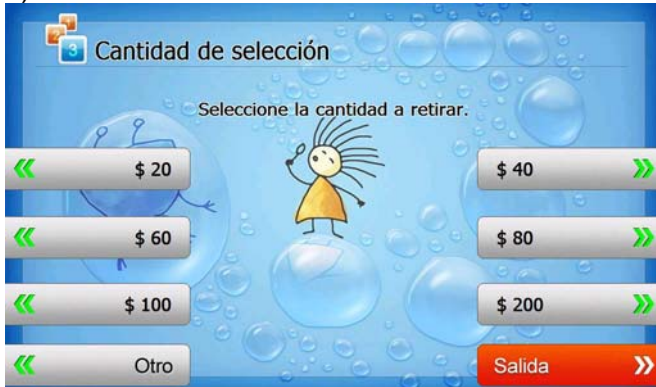 3 Cantidad de selección
Seleccione la cantidad a retirar.
$ 20
$ 40
$ 60
$ 80
$ 100
$ 200
Otro
Salida